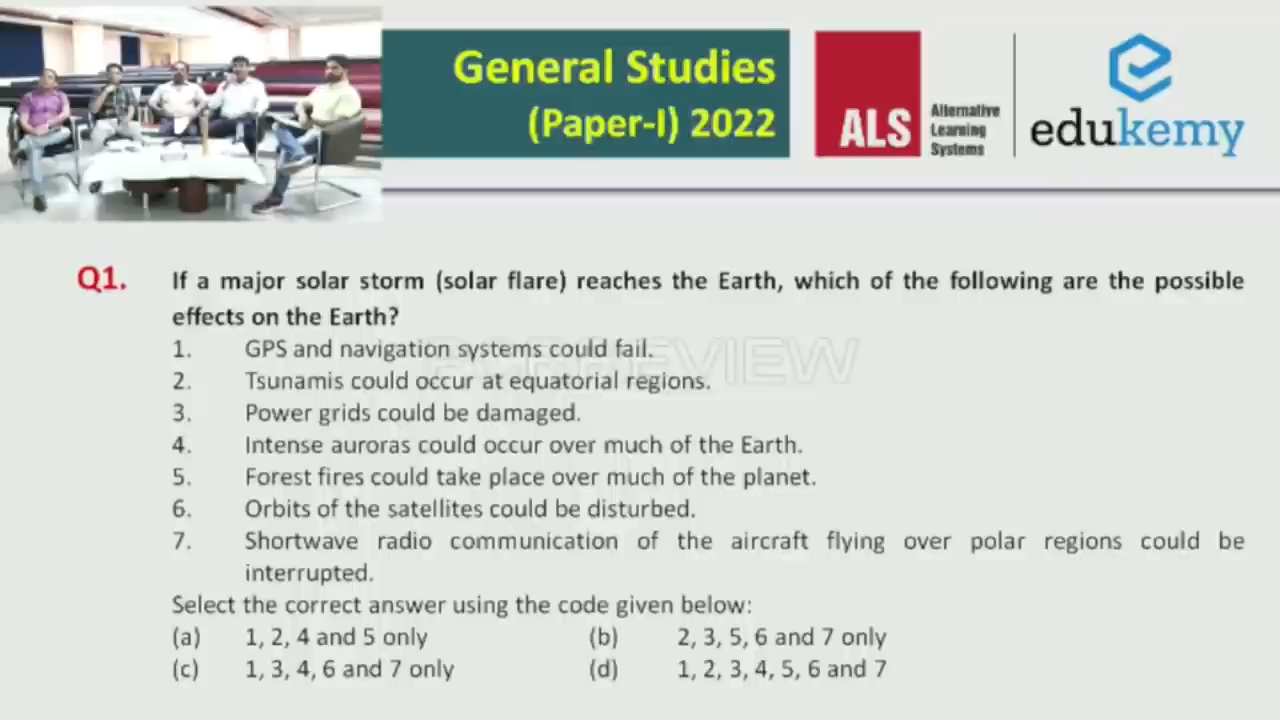 General Studies
(Paper-I) 2022
ALS
Alternative
Learning
Systems
edukemy
Q1. If a major solar storm (solar flare) reaches the Earth, which of the following are the possible
effects on the Earth?
1. GPS and navigation systems could fail.
2. Tsunamis could occur at equatorial regions.
3. Power grids could be damaged.
4. Intense auroras could occur over much of the Earth.
5. Forest fires could take place over much of the planet.
6. Orbits of the satellites could be disturbed.
7. Shortwave radio communication of the aircraft flying over polar regions could be
interrupted.
Select the correct answer using the code given below:
(a) 1, 2, 4 and 5 only (b) 2, 3, 5, 6 and 7 only
(c) 1, 3, 4, 6 and 7 only (d) 1, 2, 3, 4, 5, 6 and 7